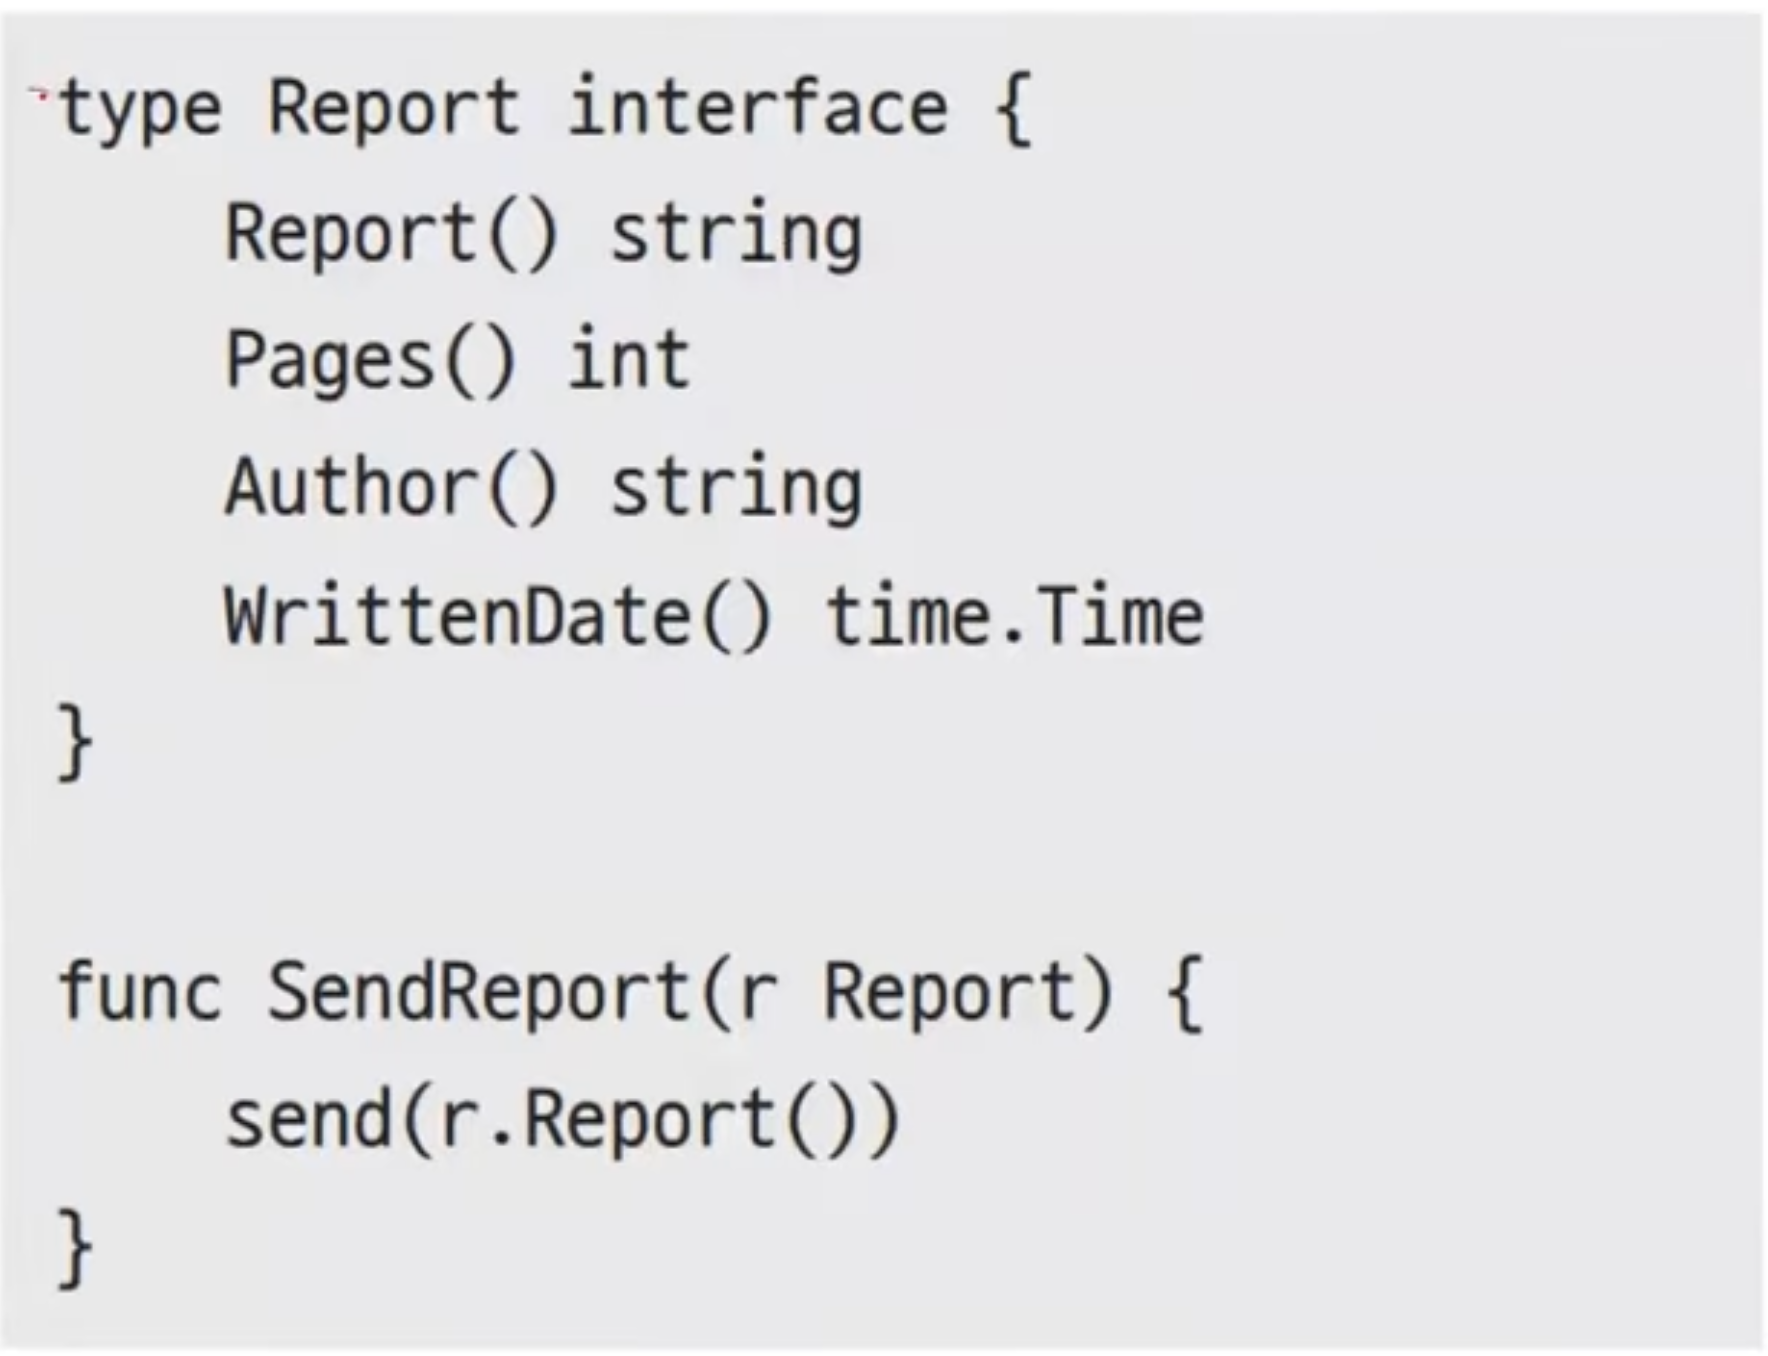 type Report interface {
    Report() string
    Pages() int
    Author() string
    WrittenDate() time.Time
}

func SendReport(r Report) {
    send(r.Report())
}